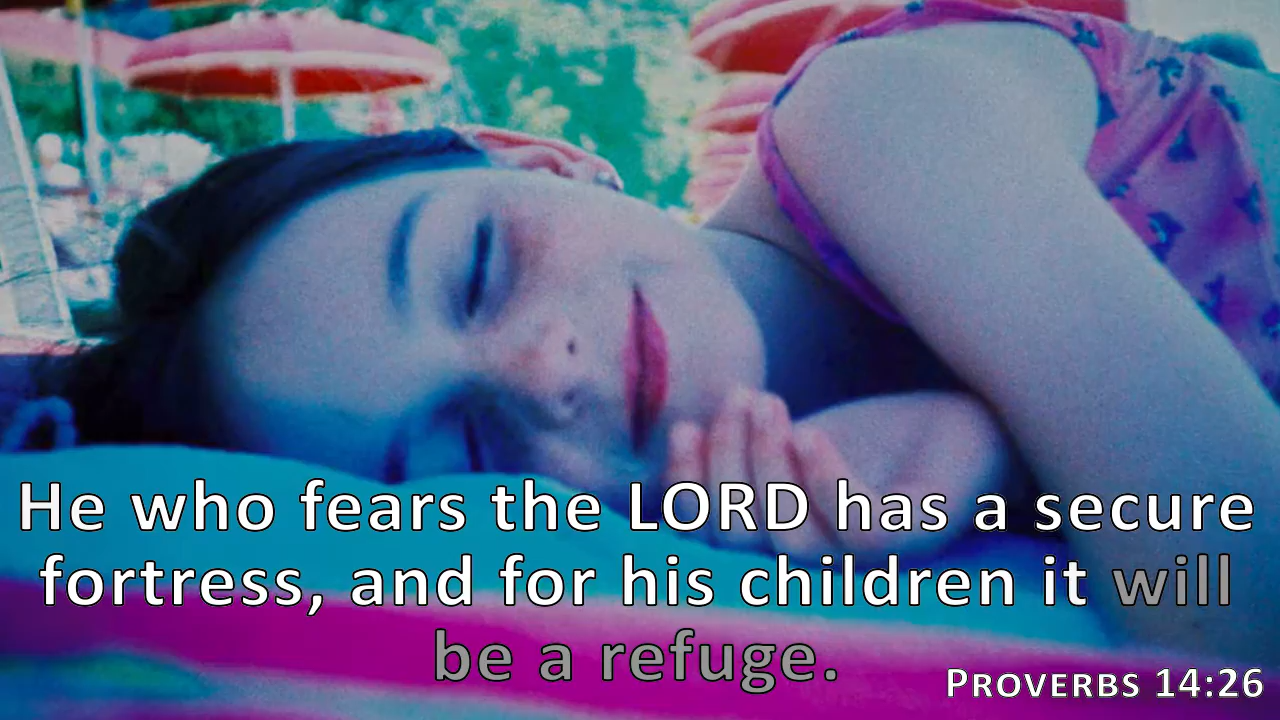 He who fears the LORD has a secure
fortress, and for his children it will
be a refuge.
PROVERBS 14:26